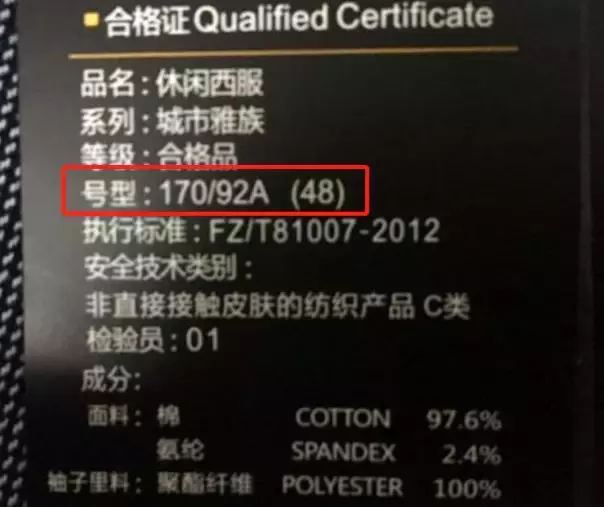 合格证 Qualified Certificate
品名：休闲西服
系列：城市雅族
等级：合格品
号型：170/92A (48)
执行标准：FZ/T81007-2012
安全技术类别：
非直接接触皮肤的纺织产品 C类
检验员：01
成分：
面料：棉 COTTON 97.6%
氨纶 SPANDEX 2.4%
袖子里料：聚酯纤维 POLYESTER 100%